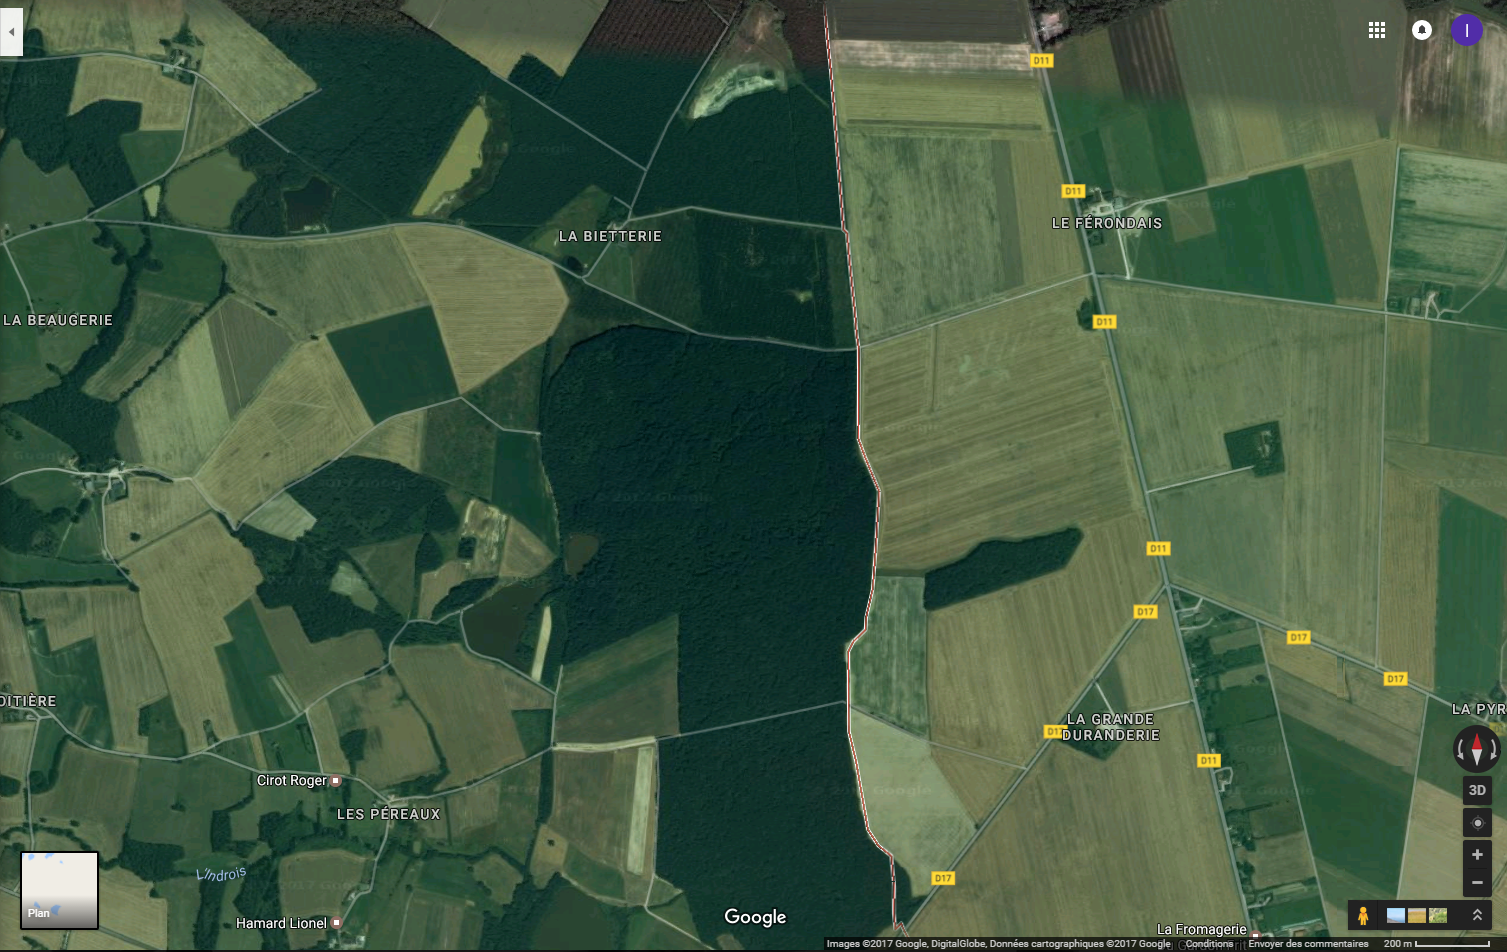 D11
D11
LE FÉRONDAIS
LA BIETTERIE
LA BEAUGERIE
D11
D11
D17
D17
D17
OITIÈRE
LA PYR
LA GRANDE
DURANDERIE
D11
Cirot Roger
3D
LES PÉREAUX
L'Indrois
D17
Plan
Google
Hamard Lionel
La Fromagerie
Images ©2017 Google, DigitalGlobe, Données cartographiques ©2017 Google Conditions Envoyer des commentaires 200 m